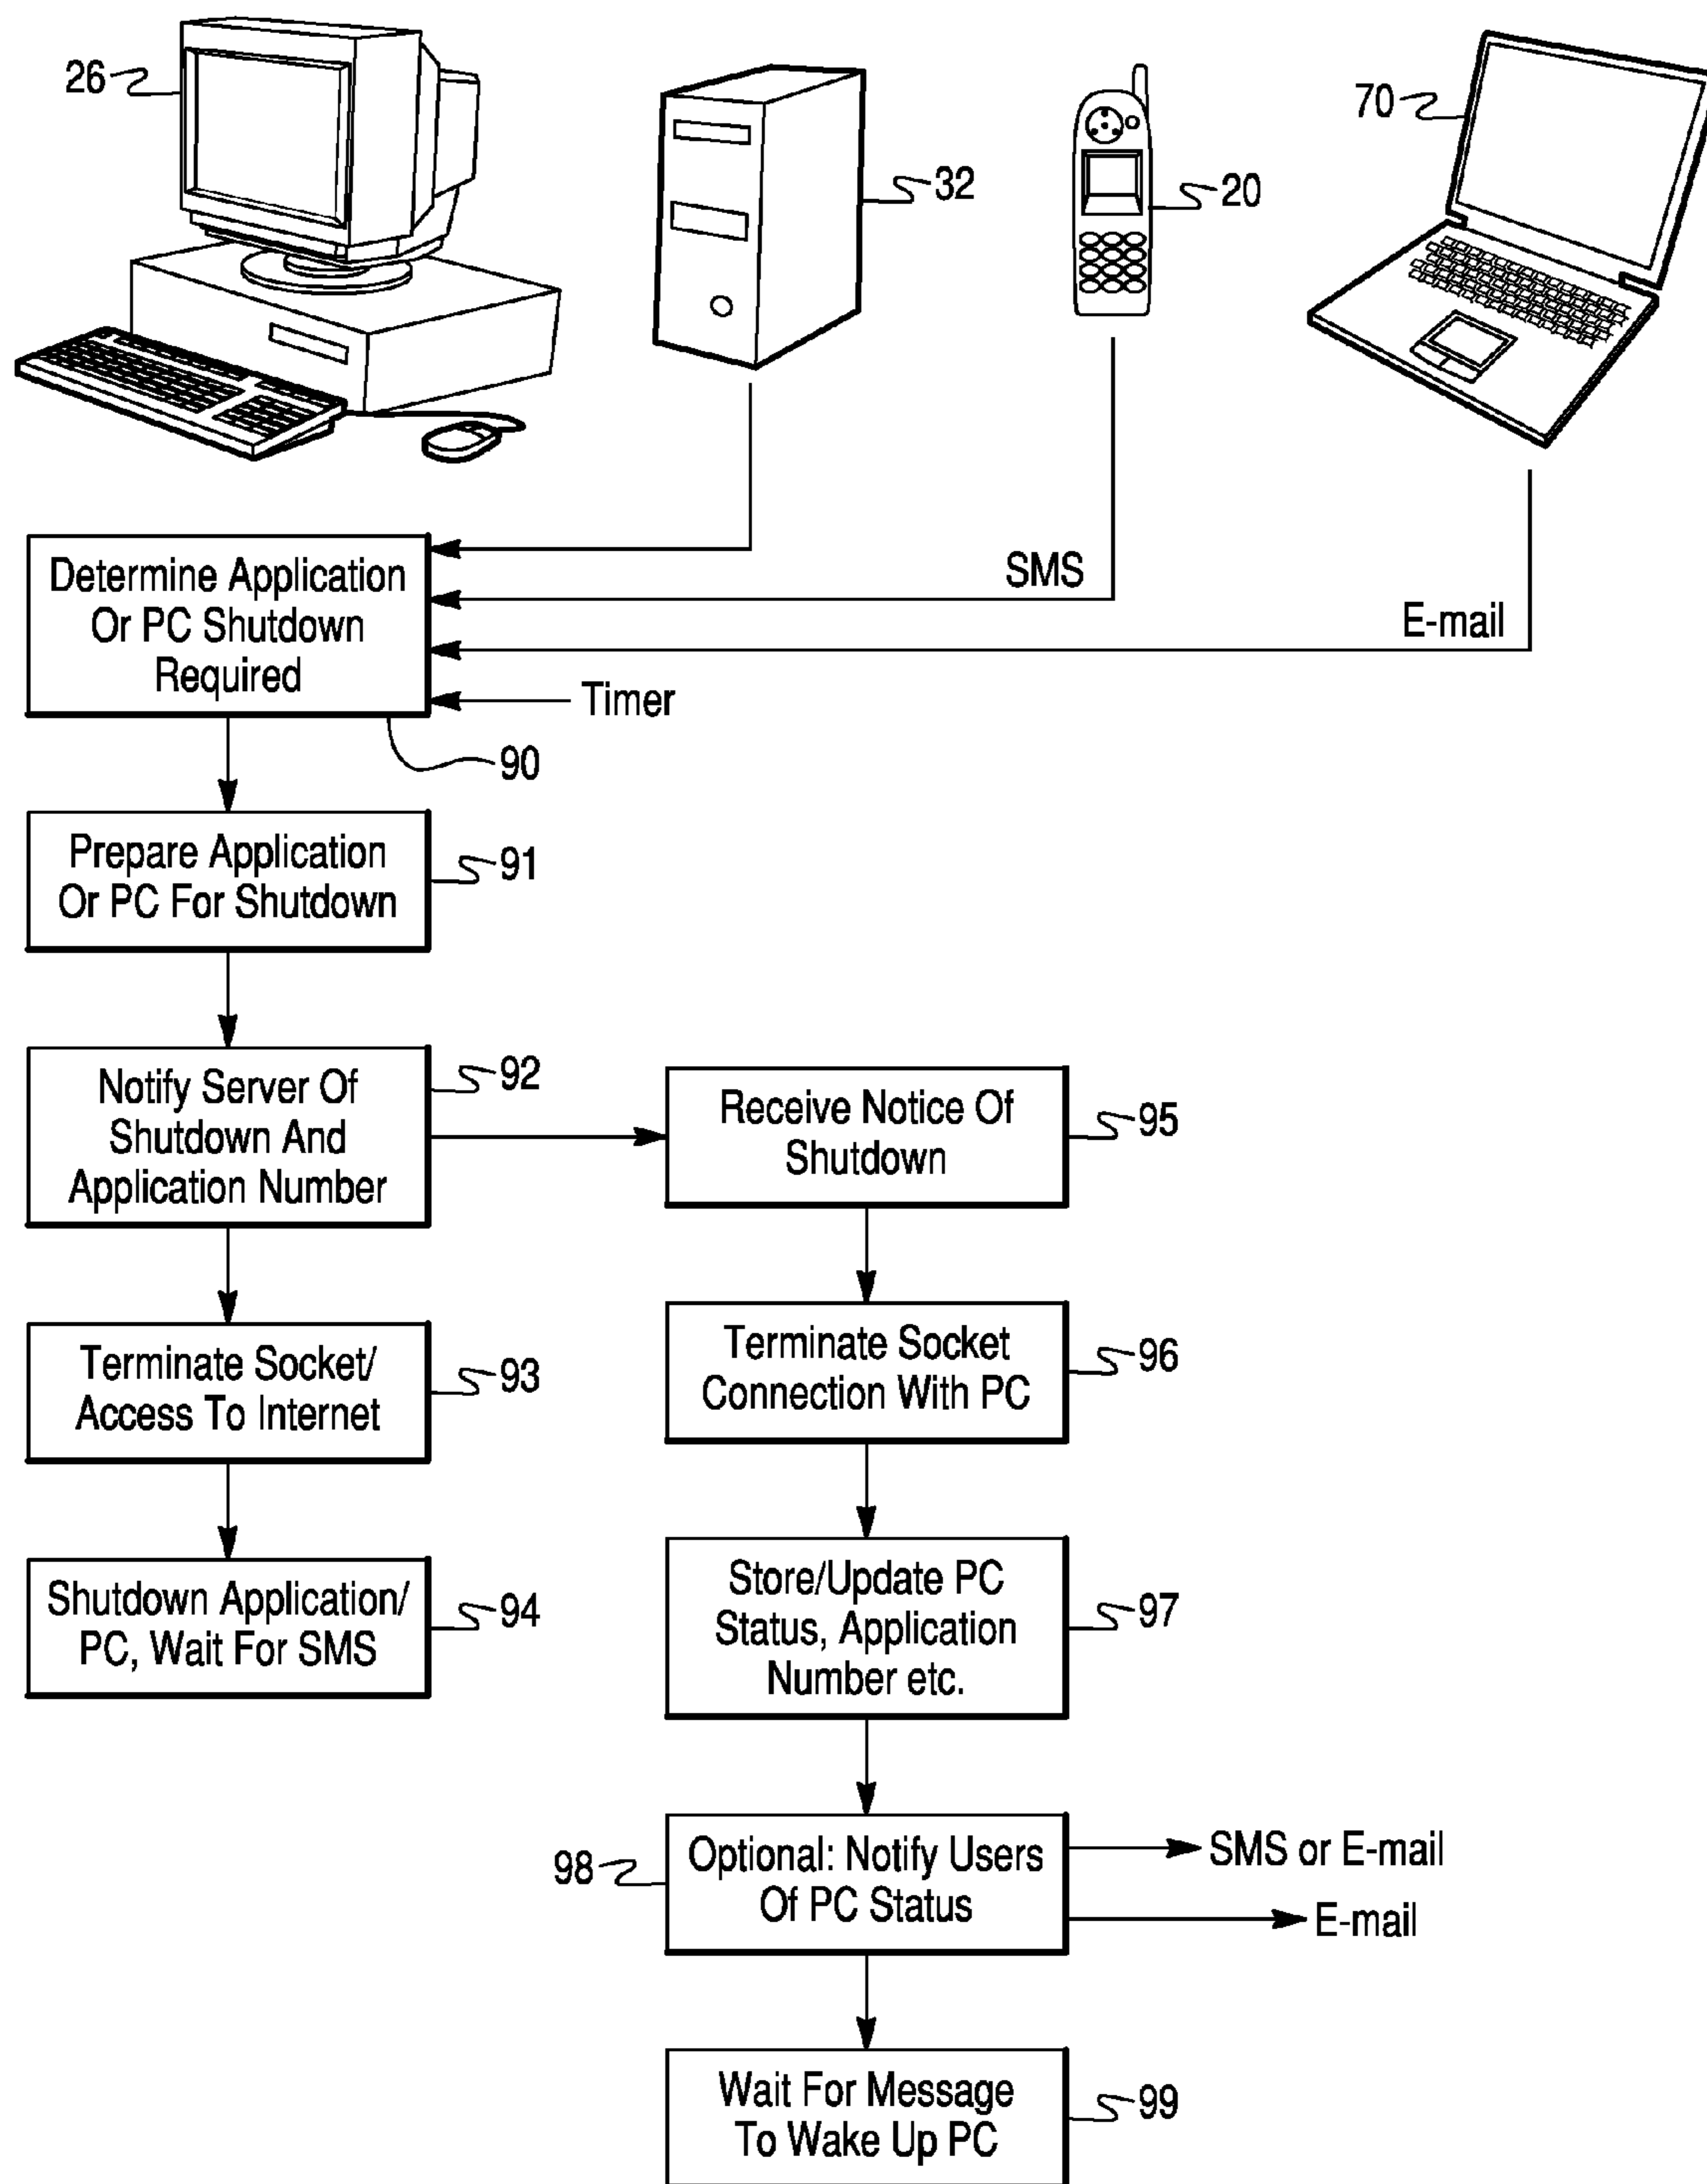 26
32
20
70
SMS
E-mail
Determine Application
Or PC Shutdown
Required
Timer
90
Prepare Application
Or PC For Shutdown
91
Notify Server Of
Shutdown And
Application Number
92
Receive Notice Of
Shutdown
95
Terminate Socket/
Access To Internet
93
Terminate Socket
Connection With PC
96
Shutdown Application/
PC, Wait For SMS
94
Store/Update PC
Status, Application
Number etc.
97
98
Optional: Notify Users
Of PC Status
SMS or E-mail
E-mail
Wait For Message
To Wake Up PC
99